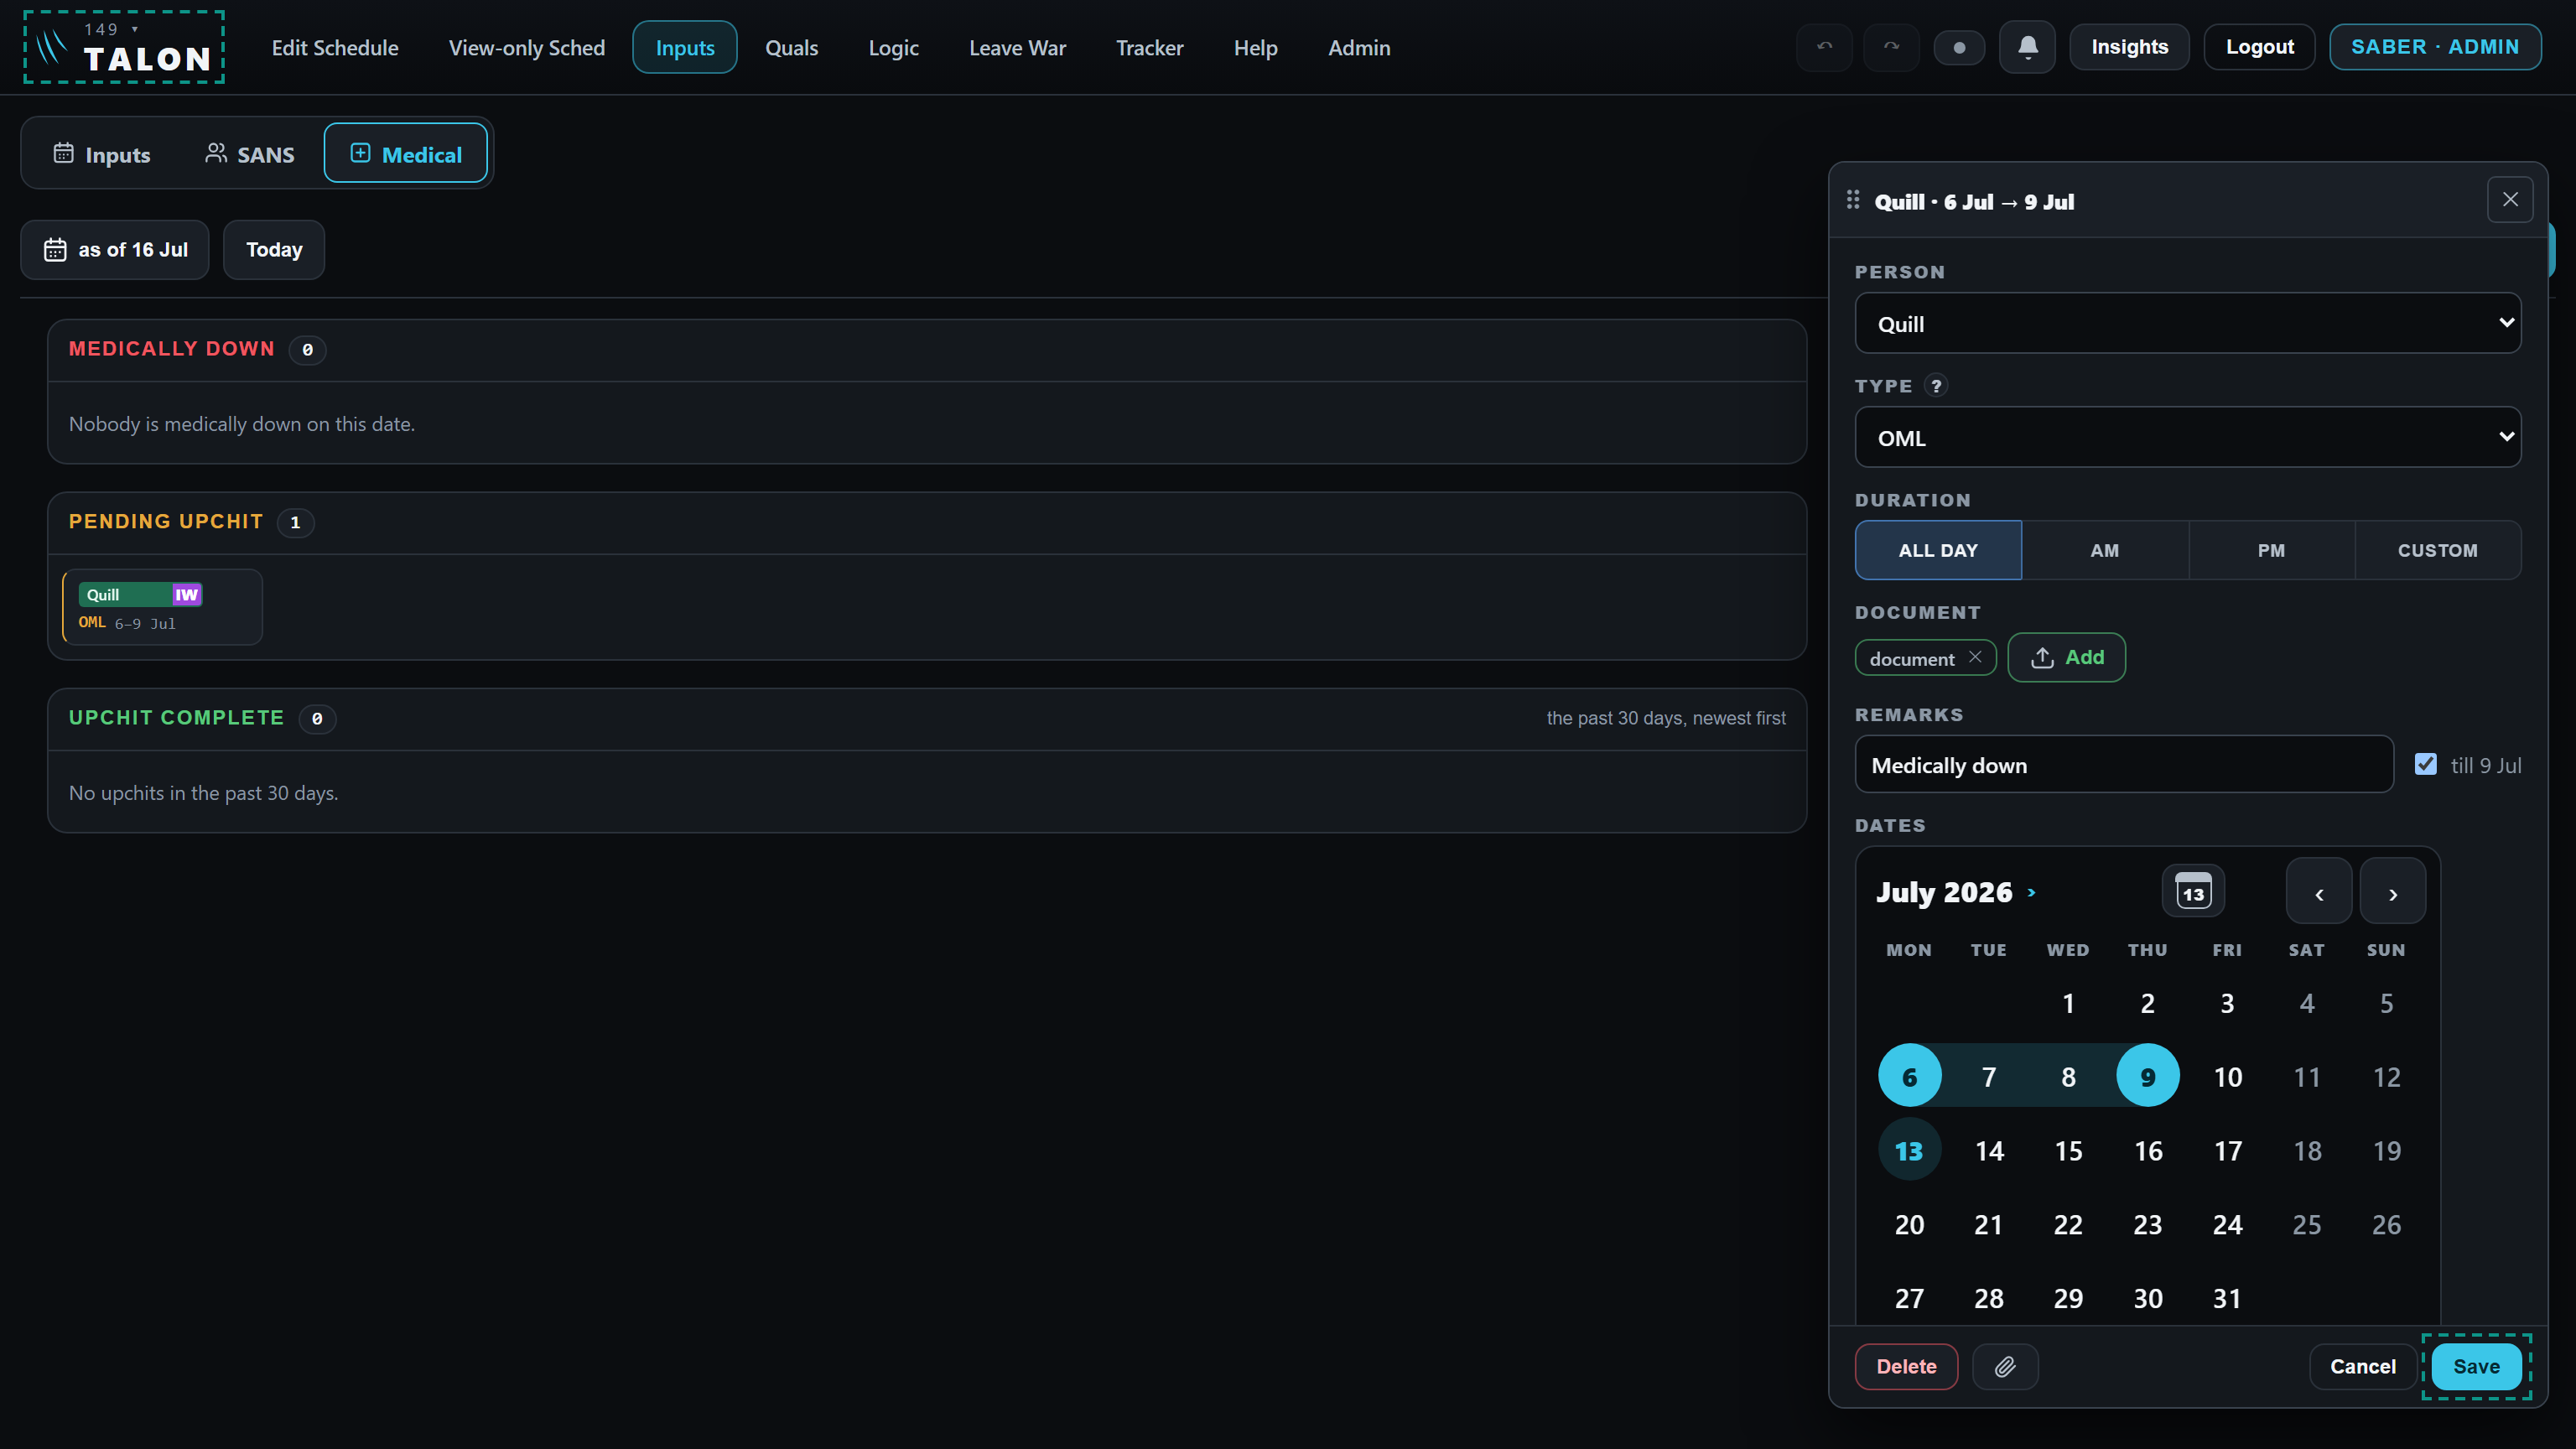 149 ▾
TALON
Edit Schedule
View-only Sched
Inputs
Quals
Logic
Leave War
Tracker
Help
Admin
Insights
Logout
SABER · ADMIN
Inputs
SANS
Medical
as of 16 Jul
Today
MEDICALLY DOWN 0
Nobody is medically down on this date.
PENDING UPCHIT 1
Quill IW
OML 6–9 Jul
UPCHIT COMPLETE 0
the past 30 days, newest first
No upchits in the past 30 days.
Quill · 6 Jul → 9 Jul
PERSON
Quill
TYPE ?
OML
DURATION
ALL DAY AM PM CUSTOM
DOCUMENT
document × Add
REMARKS
Medically down
till 9 Jul
DATES
July 2026 ›
13
‹ ›
MON TUE WED THU FRI SAT SUN
1 2 3 4 5
6 7 8 9 10 11 12
13 14 15 16 17 18 19
20 21 22 23 24 25 26
27 28 29 30 31
Delete
Cancel
Save